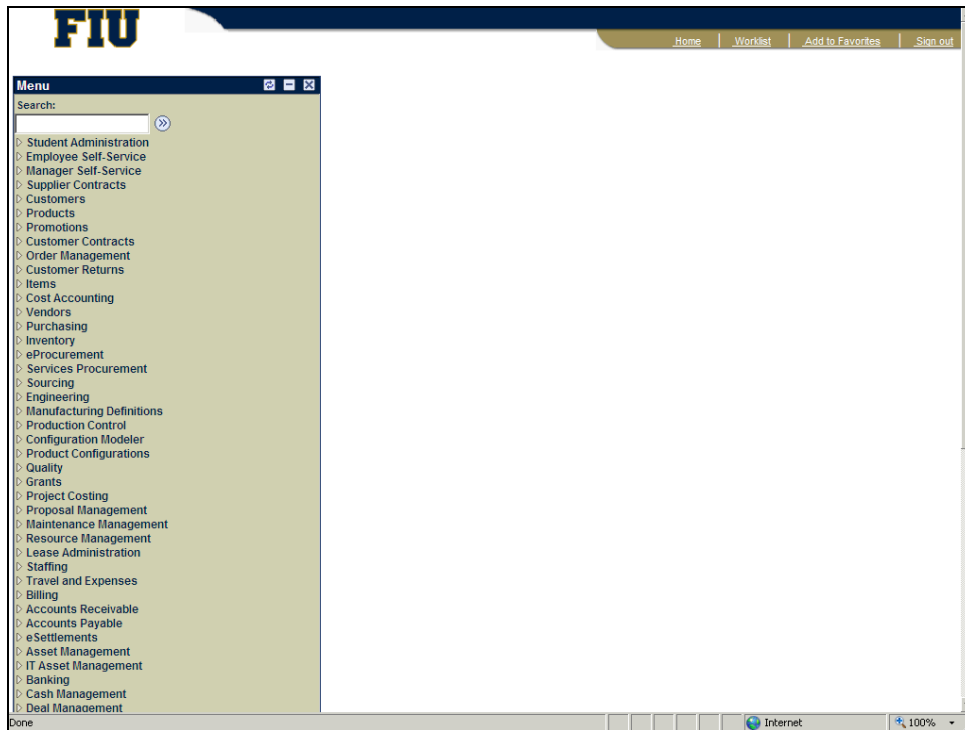 FIU
Home Worklist Add to Favorites Sign out
Menu
Search:
Student Administration
Employee Self-Service
Manager Self-Service
Supplier Contracts
Customers
Products
Promotions
Customer Contracts
Order Management
Customer Returns
Items
Cost Accounting
Vendors
Purchasing
Inventory
eProcurement
Services Procurement
Sourcing
Engineering
Manufacturing Definitions
Production Control
Configuration Modeler
Product Configurations
Quality
Grants
Project Costing
Proposal Management
Maintenance Management
Resource Management
Lease Administration
Staffing
Travel and Expenses
Billing
Accounts Receivable
Accounts Payable
eSettlements
Asset Management
IT Asset Management
Banking
Cash Management
Deal Management
Done Internet 100%